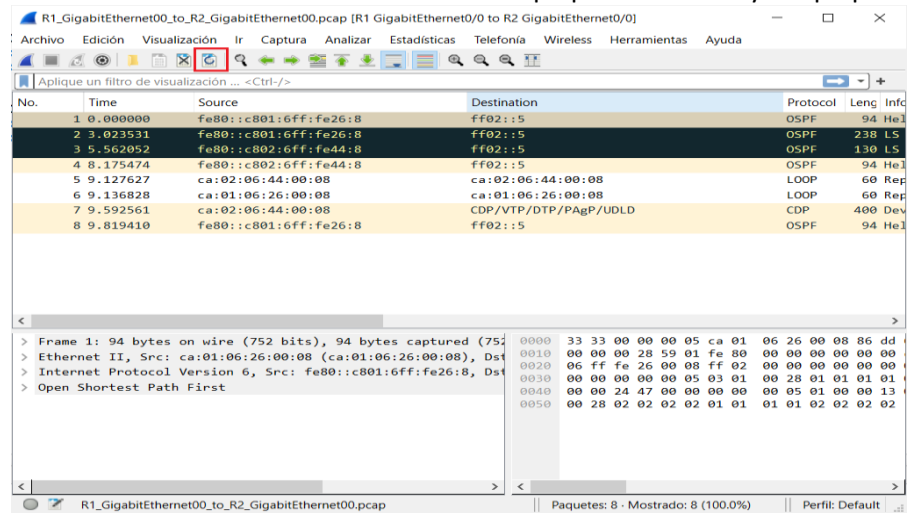 R1_GigabitEthernet00_to_R2_GigabitEthernet00.pcap [R1 GigabitEthernet0/0 to R2 GigabitEthernet0/0]
Archivo Edición Visualización Ir Captura Analizar Estadísticas Telefonía Wireless Herramientas Ayuda
Aplique un filtro de visualización ... <Ctrl-/>
No. Time Source Destination Protocol Leng Info
1 0.000000 fe80::c801:6ff:fe26:8 ff02::5 OSPF 94 Hel
2 3.023531 fe80::c801:6ff:fe26:8 ff02::5 OSPF 238 LS
3 5.562052 fe80::c802:6ff:fe44:8 ff02::5 OSPF 130 LS
4 8.175474 fe80::c802:6ff:fe44:8 ff02::5 OSPF 94 Hel
5 9.127627 ca:02:06:44:00:08 ca:02:06:44:00:08 LOOP 60 Rep
6 9.136828 ca:01:06:26:00:08 ca:01:06:26:00:08 LOOP 60 Rep
7 9.592561 ca:02:06:44:00:08 CDP/VTP/DTP/PAgP/UDLD CDP 400 Dev
8 9.819410 fe80::c801:6ff:fe26:8 ff02::5 OSPF 94 Hel
> Frame 1: 94 bytes on wire (752 bits), 94 bytes captured (752
> Ethernet II, Src: ca:01:06:26:00:08 (ca:01:06:26:00:08), Dst
> Internet Protocol Version 6, Src: fe80::c801:6ff:fe26:8, Dst
> Open Shortest Path First
0000 33 33 00 00 00 05 ca 01 06 26 00 08 86 dd
0010 00 00 00 28 59 01 fe 80 00 00 00 00 00 00
0020 06 ff fe 26 00 08 ff 02 00 00 00 00 00 00
0030 00 00 00 00 00 05 03 01 00 28 01 01 01 01
0040 00 00 24 47 00 00 00 00 00 05 01 00 00 13
0050 00 28 02 02 02 02 01 01 01 01 02 02 02 02
R1_GigabitEthernet00_to_R2_GigabitEthernet00.pcap Paquetes: 8 · Mostrado: 8 (100.0%) Perfil: Default